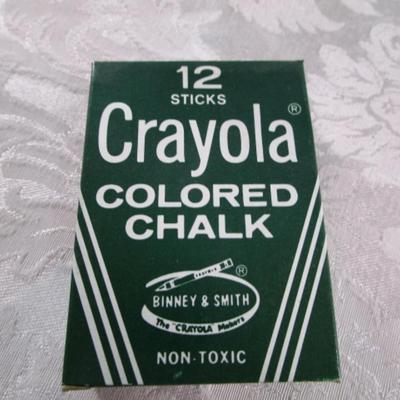 12
STICKS
Crayola®
COLORED
CHALK
®
BINNEY & SMITH
The "CRAYOLA" Makers
NON-TOXIC